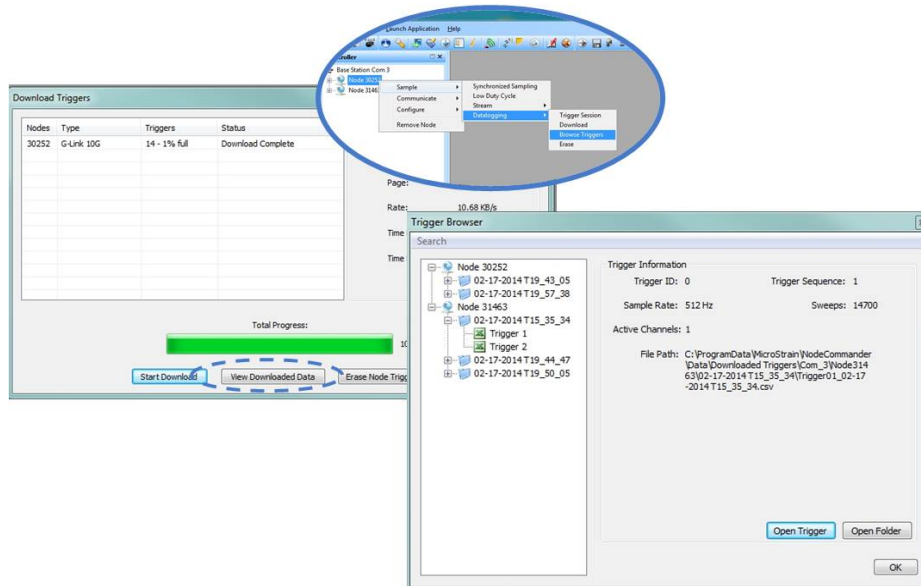 Launch Application Help
Base Station Com 3
Node 30252
Node 31463
Sample
Communicate
Configure
Remove Node
Synchronized Sampling
Low Duty Cycle
Stream
Datalogging
Trigger Session
Download
Browse Triggers
Erase
Download Triggers
Nodes Type Triggers Status
30252 G-Link 10G 14 - 1% full Download Complete
Page:
Rate: 10.68 KB/s
Time
Time
Total Progress:
Start Download View Downloaded Data Erase Node
Trigger Browser
Search
Node 30252
02-17-2014 T19_43_05
02-17-2014 T19_57_38
Node 31463
02-17-2014 T15_35_34
Trigger 1
Trigger 2
02-17-2014 T19_44_47
02-17-2014 T19_50_05
Trigger Information
Trigger ID: 0 Trigger Sequence: 1
Sample Rate: 512 Hz Sweeps: 14700
Active Channels: 1
File Path: C:\ProgramData\MicroStrain\NodeCommander
\Data\Downloaded Triggers\Com_3\Node314
63\02-17-2014 T15_35_34\Trigger01_02-17
-2014 T15_35_34.csv
Open Trigger Open Folder
OK